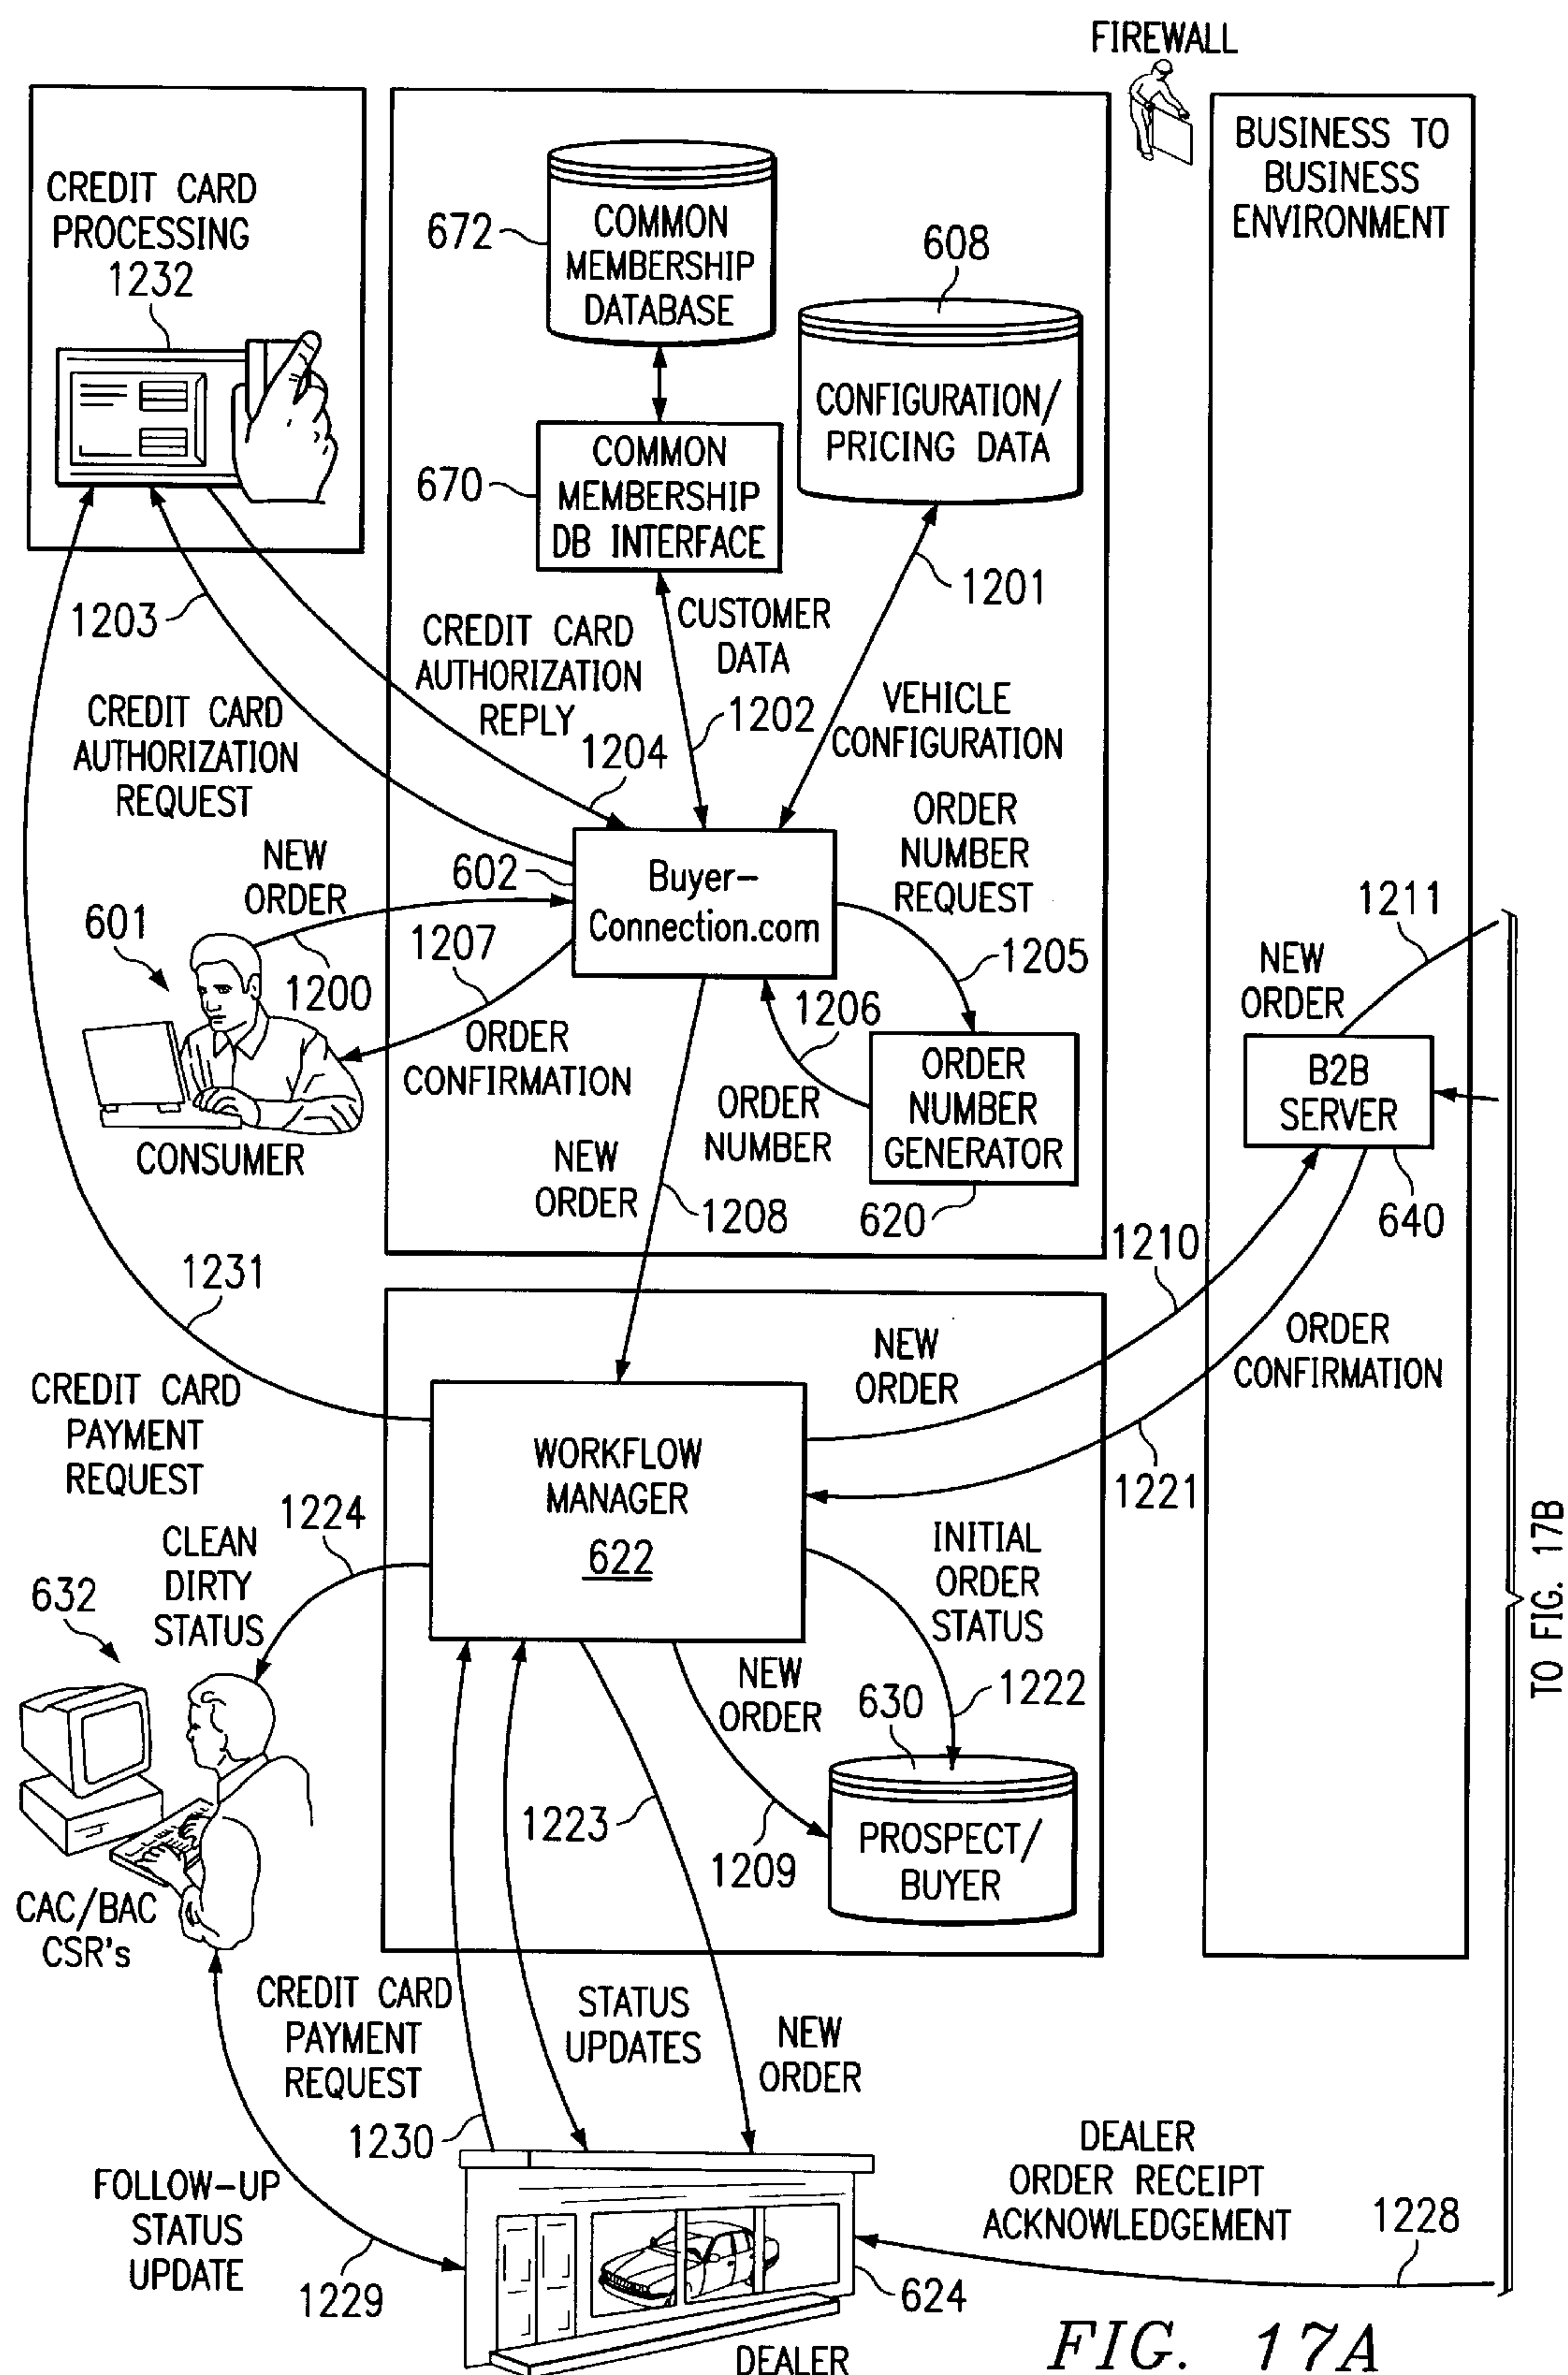 FIREWALL
CREDIT CARD
PROCESSING
1232
672
COMMON
MEMBERSHIP
DATABASE
608
CONFIGURATION/
PRICING DATA
BUSINESS TO
BUSINESS
ENVIRONMENT
670
COMMON
MEMBERSHIP
DB INTERFACE
1201
1203
CREDIT CARD
AUTHORIZATION
REPLY
1204
CUSTOMER
DATA
1202
VEHICLE
CONFIGURATION
CREDIT CARD
AUTHORIZATION
REQUEST
NEW
ORDER
601
1200
602
Buyer-
Connection.com
ORDER
NUMBER
REQUEST
1205
1207
ORDER
CONFIRMATION
1206
ORDER
NUMBER
ORDER
NUMBER
GENERATOR
620
CONSUMER
NEW
ORDER
1208
1211
NEW
ORDER
B2B
SERVER
640
1210
1231
NEW
ORDER
ORDER
CONFIRMATION
1221
CREDIT CARD
PAYMENT
REQUEST
WORKFLOW
MANAGER
622
1224
CLEAN
DIRTY
STATUS
632
INITIAL
ORDER
STATUS
1222
NEW
ORDER
630
PROSPECT/
BUYER
1209
1223
CAC/BAC
CSR's
CREDIT CARD
PAYMENT
REQUEST
1230
STATUS
UPDATES
NEW
ORDER
FOLLOW-UP
STATUS
UPDATE
1229
DEALER
ORDER RECEIPT
ACKNOWLEDGEMENT
1228
624
DEALER
TO FIG. 17B
FIG. 17A